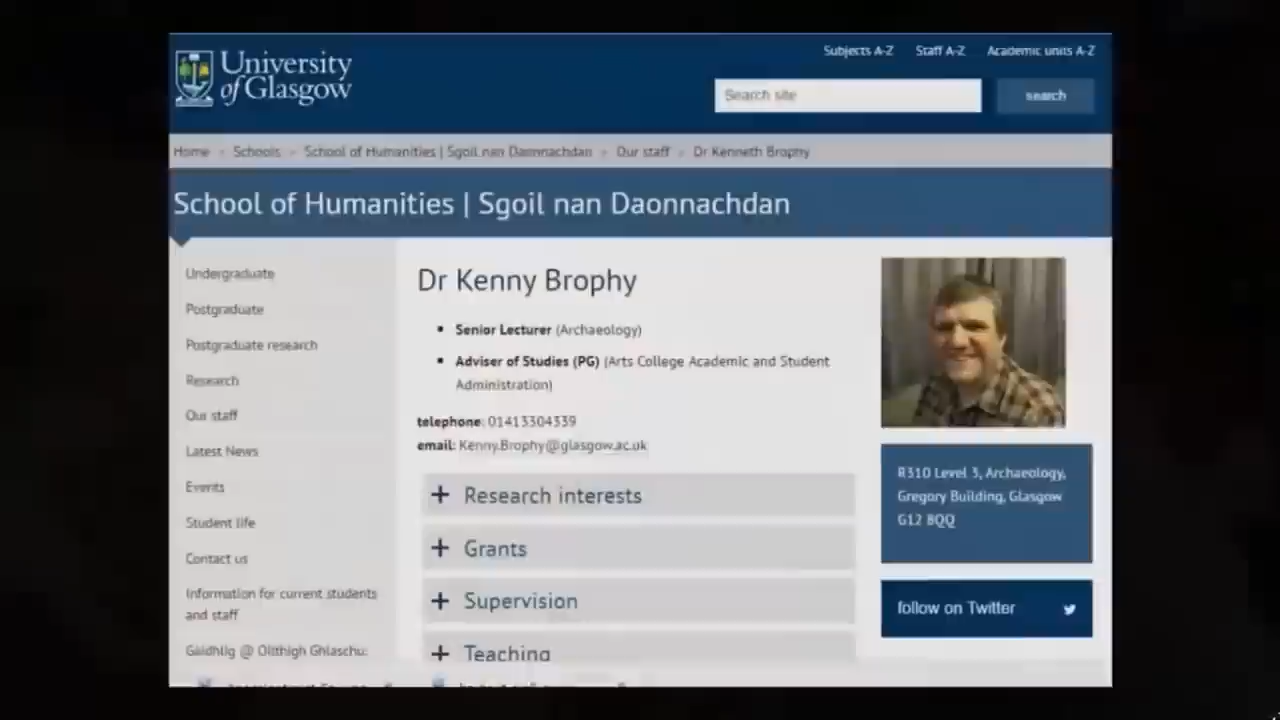 University
of Glasgow
Subjects A-Z Staff A-Z Academic units A-Z
Search site
search
Home Schools School of Humanities | Sgoil nan Daonnachdan Our staff Dr Kenneth Brophy
School of Humanities | Sgoil nan Daonnachdan
Undergraduate
Postgraduate
Postgraduate research
Research
Our staff
Latest News
Events
Student life
Contact us
Information for current students
and staff
Gàidhlig @ Oilthigh Ghlaschu:
Dr Kenny Brophy
▪ Senior Lecturer (Archaeology)
▪ Adviser of Studies (PG) (Arts College Academic and Student
Administration)
telephone: 01413304339
email: Kenny.Brophy@glasgow.ac.uk
+ Research interests
+ Grants
+ Supervision
+ Teaching
R310 Level 3, Archaeology,
Gregory Building, Glasgow
G12 8QQ
follow on Twitter